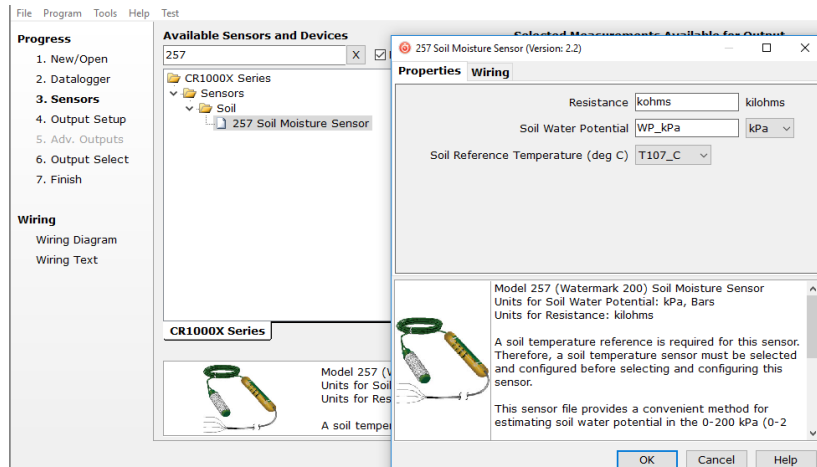 File Program Tools Help Test
Progress
1. New/Open
2. Datalogger
3. Sensors
4. Output Setup
5. Adv. Outputs
6. Output Select
7. Finish
Wiring
Wiring Diagram
Wiring Text
Available Sensors and Devices
257 X
CR1000X Series
Sensors
Soil
257 Soil Moisture Sensor
CR1000X Series
Model 257 (
Units for Soil
Units for Res
A soil temper
Selected Measurements Available for Output
257 Soil Moisture Sensor (Version: 2.2)
Properties Wiring
Resistance kohms kilohms
Soil Water Potential WP_kPa kPa
Soil Reference Temperature (deg C) T107_C
Model 257 (Watermark 200) Soil Moisture Sensor
Units for Soil Water Potential: kPa, Bars
Units for Resistance: kilohms
A soil temperature reference is required for this sensor.
Therefore, a soil temperature sensor must be selected
and configured before selecting and configuring this
sensor.
This sensor file provides a convenient method for
estimating soil water potential in the 0-200 kPa (0-2
OK Cancel Help